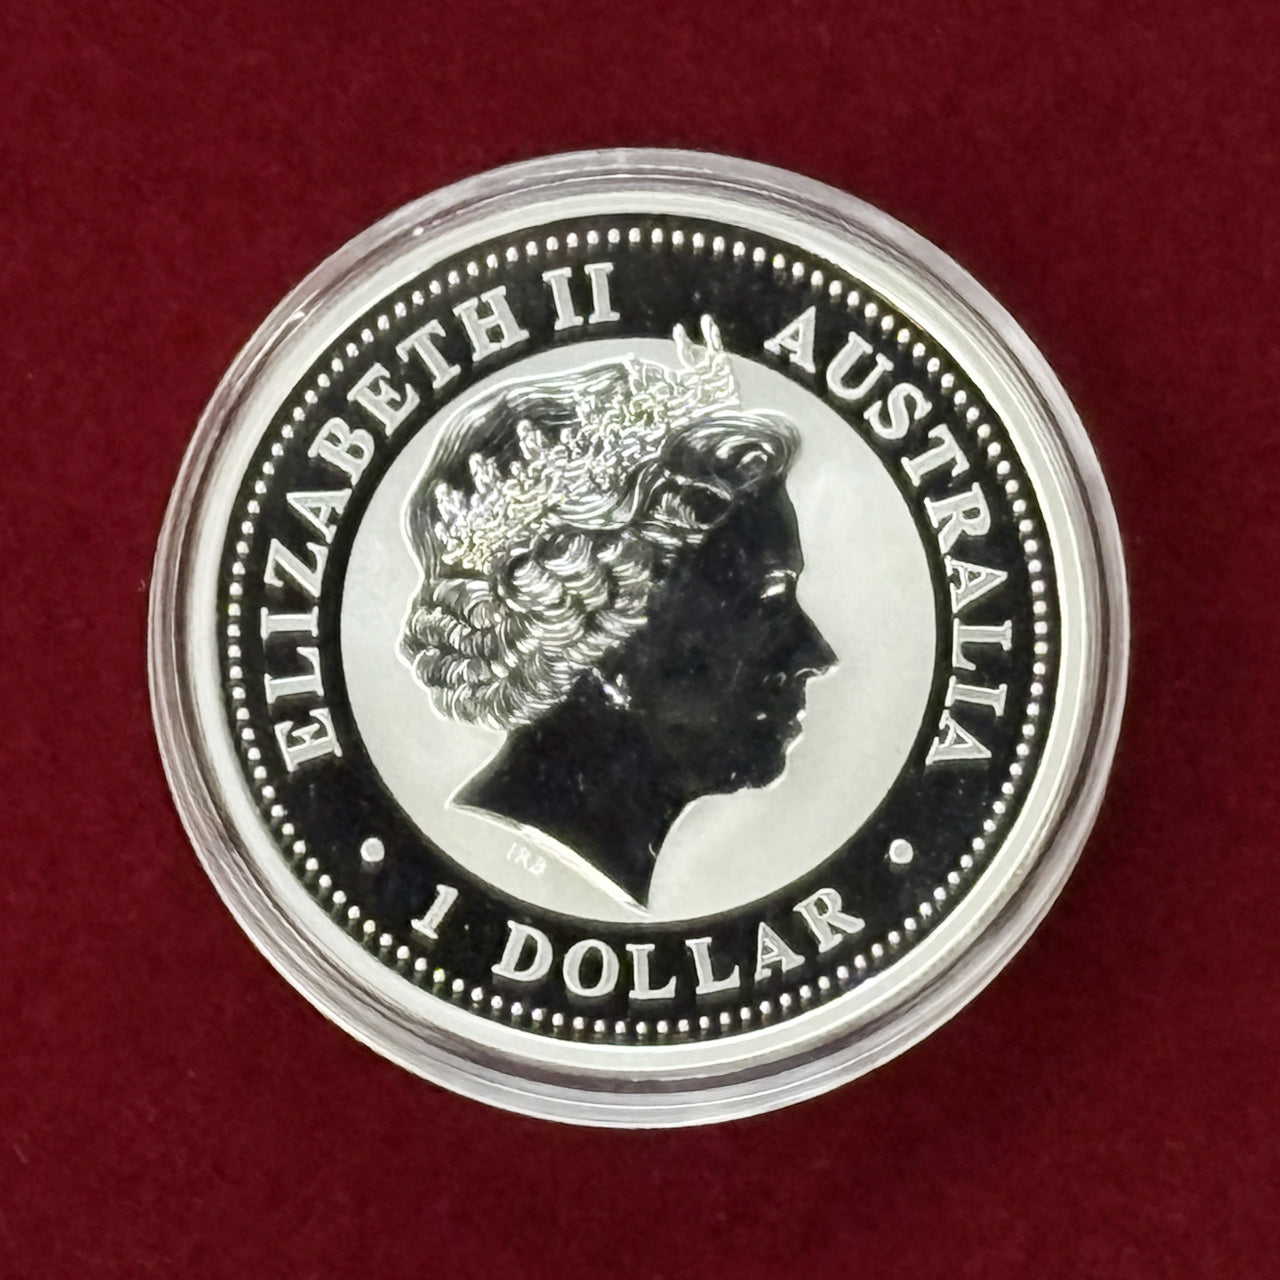 ELIZABETH II
AUSTRALIA
1 DOLLAR
IRB